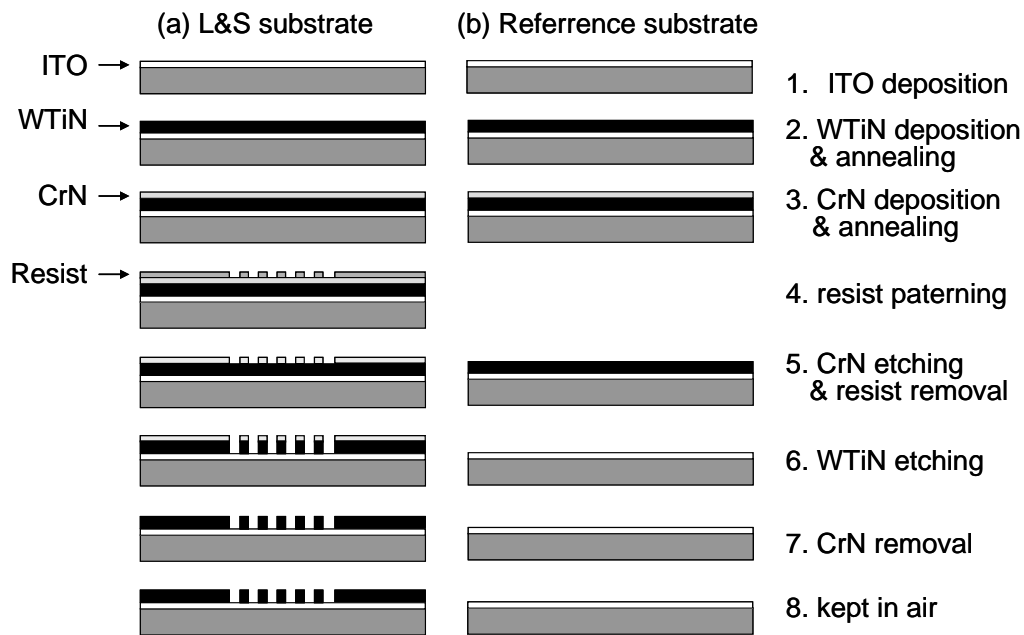 (a) L&S substrate
(b) Referrence substrate
ITO
1. ITO deposition
WTiN
2. WTiN deposition
& annealing
CrN
3. CrN deposition
& annealing
Resist
4. resist paterning
5. CrN etching
& resist removal
6. WTiN etching
7. CrN removal
8. kept in air